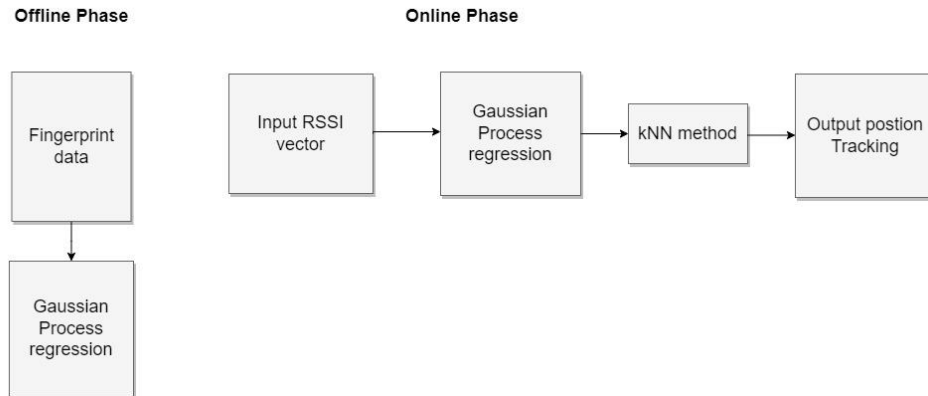 Offline Phase
Online Phase
Fingerprint
data
Gaussian
Process
regression
Input RSSI
vector
Gaussian
Process
regression
kNN method
Output postion
Tracking